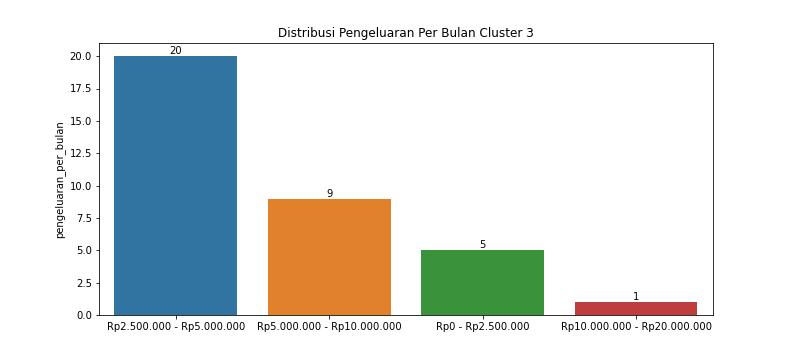 Distribusi Pengeluaran Per Bulan Cluster 3
pengeluaran_per_bulan
20.0
17.5
15.0
12.5
10.0
7.5
5.0
2.5
0.0
20
9
5
1
Rp2.500.000 - Rp5.000.000
Rp5.000.000 - Rp10.000.000
Rp0 - Rp2.500.000
Rp10.000.000 - Rp20.000.000